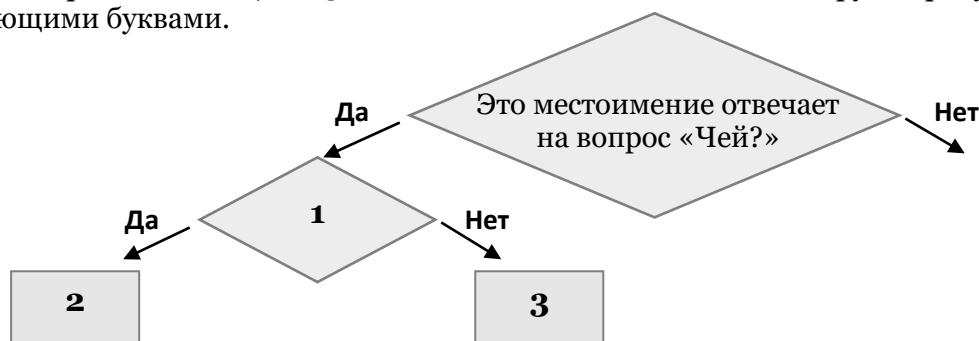 ющими буквами.
Это местоимение отвечает
на вопрос «Чей?»
Да
Нет
1
Да
Нет
2
3